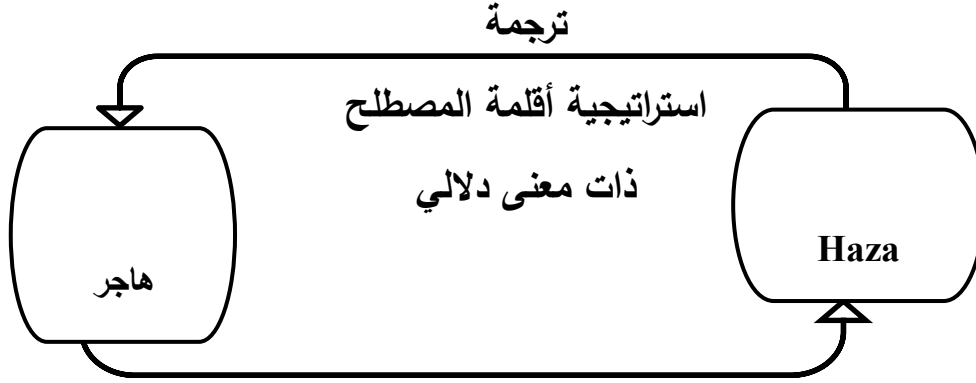 ترجمة
استراتيجية أقلمة المصطلح
ذات معنى دلالي
Haza
هاجر